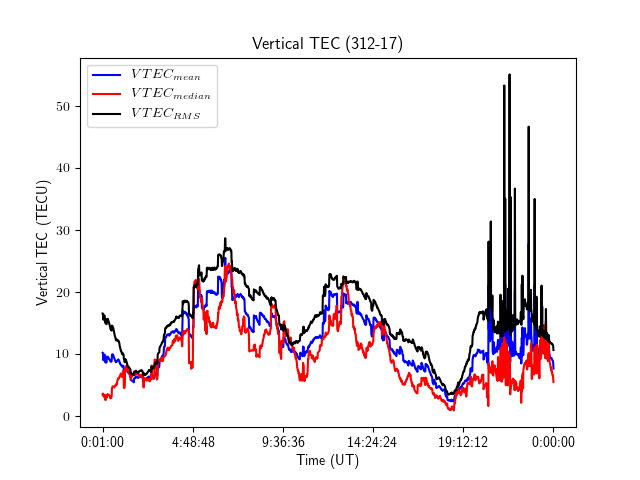 Vertical TEC (312-17)
VTEC_mean
VTEC_median
VTEC_RMS
Vertical TEC (TECU)
50
40
30
20
10
0
0:01:00 4:48:48 9:36:36 14:24:24 19:12:12 0:00:00
Time (UT)